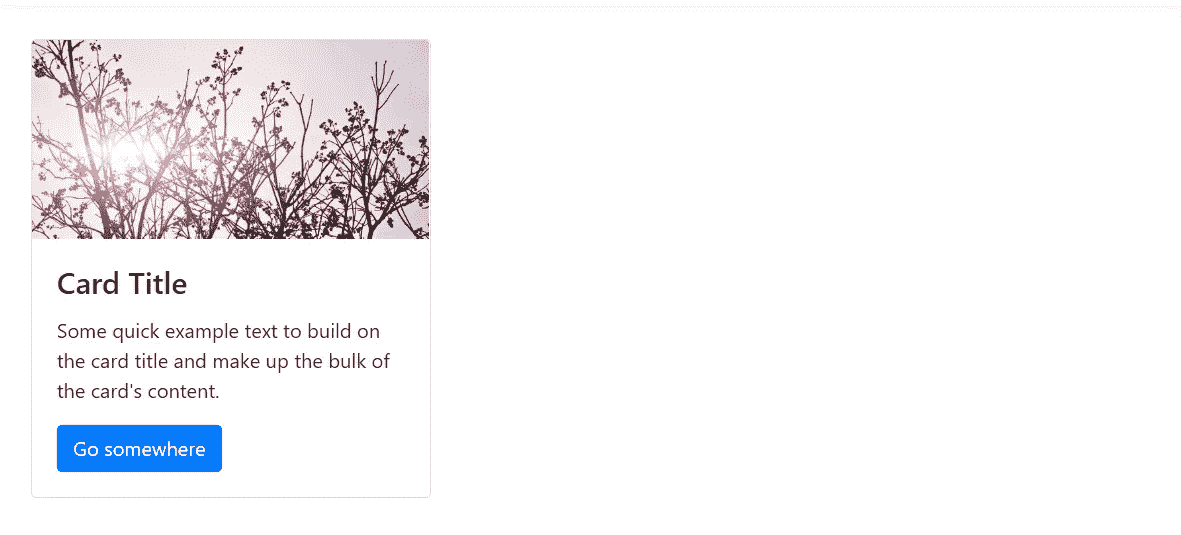 Card Title
Some quick example text to build on
the card title and make up the bulk of
the card's content.
Go somewhere